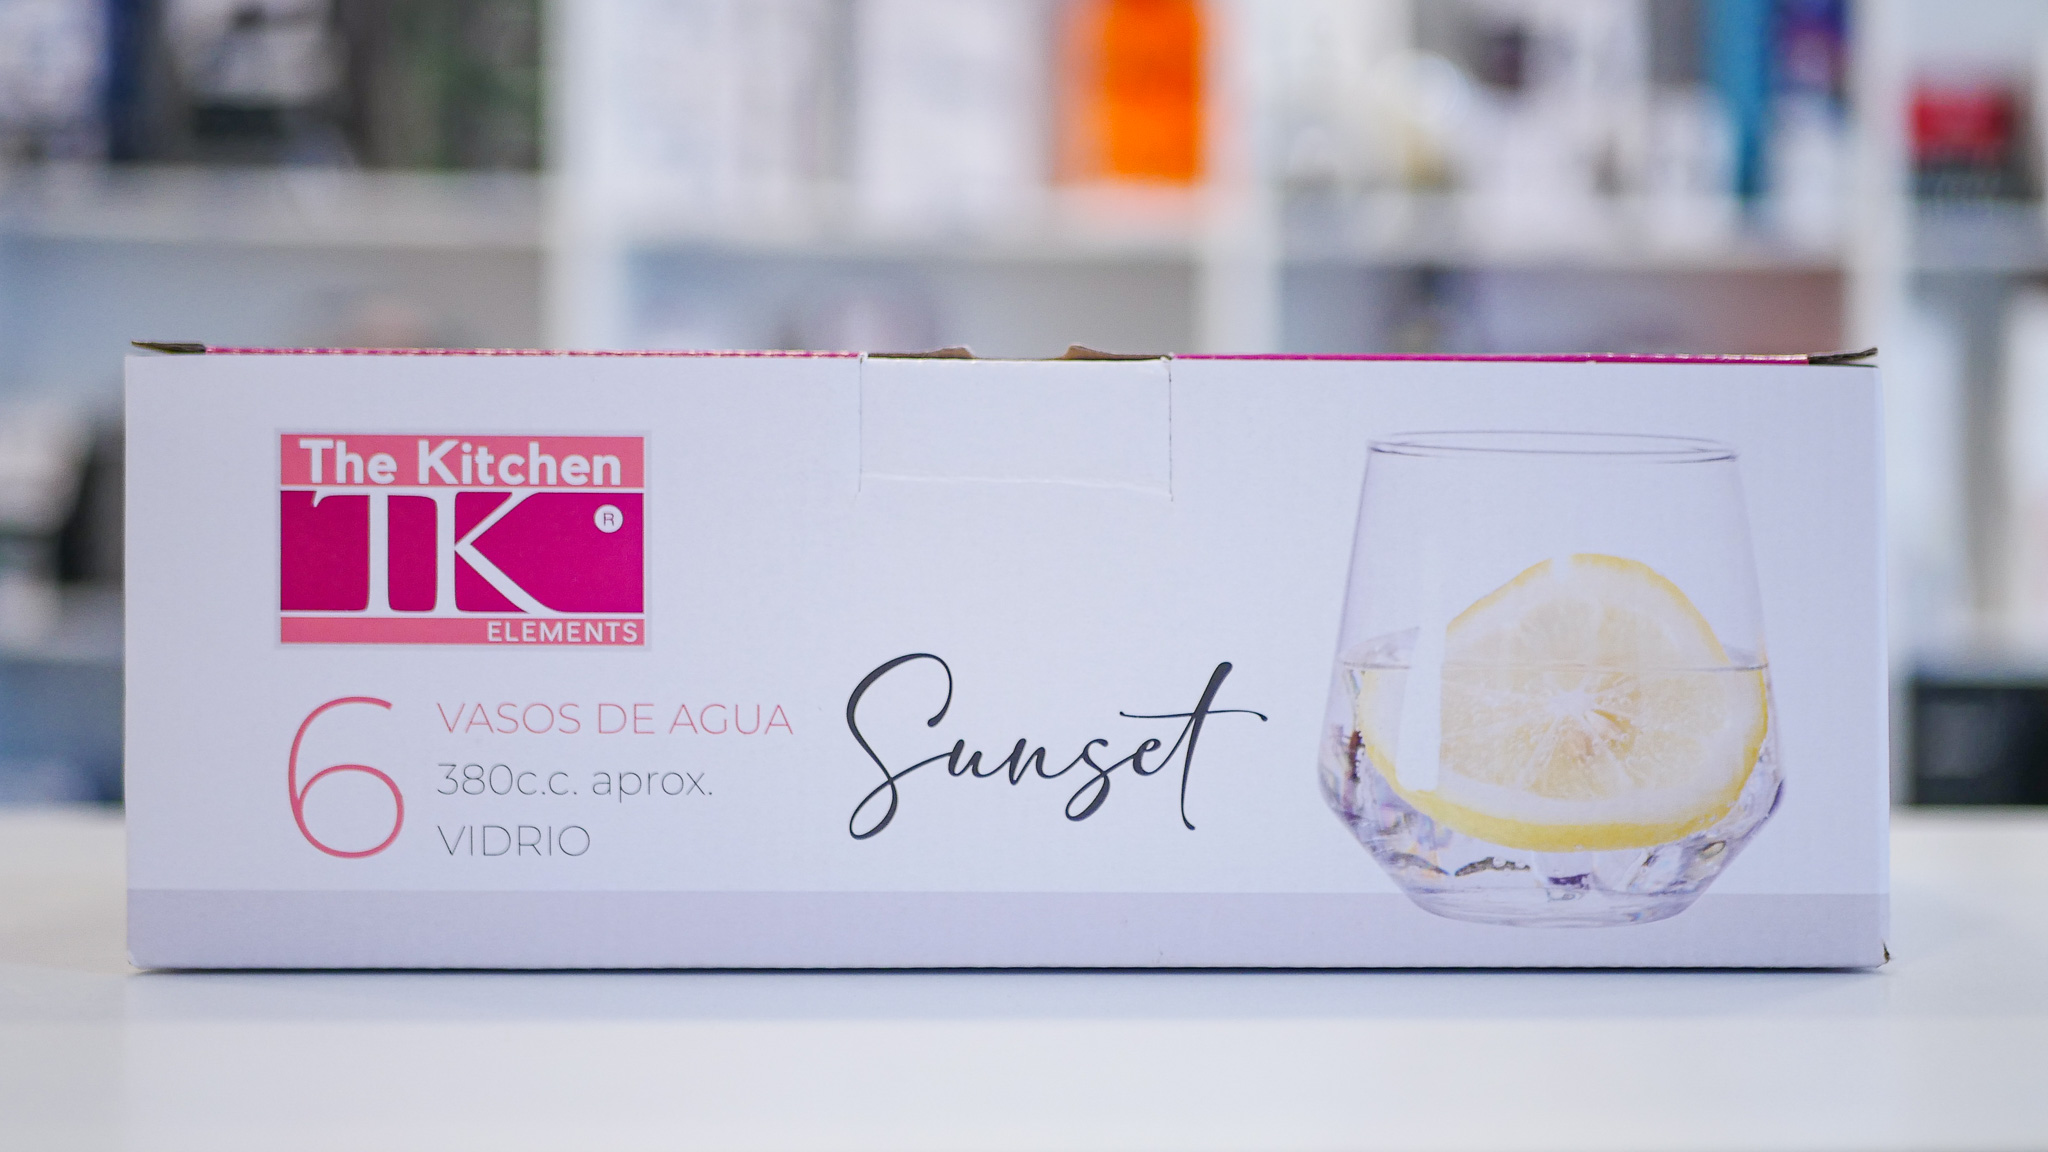 The Kitchen
TK ®
ELEMENTS
6
VASOS DE AGUA
380c.c. aprox.
VIDRIO
Sunset